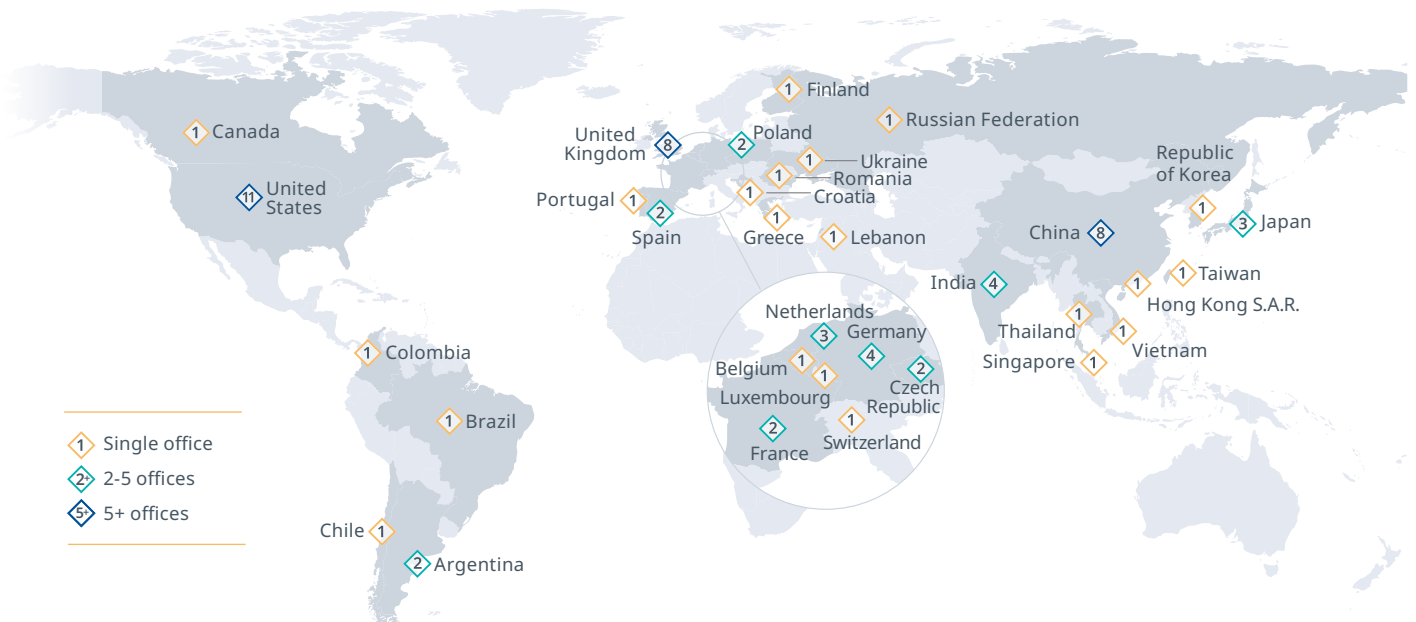 1 Finland
1 Canada
1 Russian Federation
United
Kingdom
8
2
Poland
1
Ukraine
1
Romania
1
Croatia
Republic
of Korea
1
11
United
States
Portugal 1
2
Spain
1
Greece
1 Lebanon
China 8
3 Japan
India 4
1 Taiwan
1
Hong Kong S.A.R.
1
Thailand
1
Vietnam
Singapore 1
Netherlands
3
Germany
4
Belgium
1
1
Luxembourg
2
Czech
Republic
2
France
1
Switzerland
1 Colombia
1 Brazil
Chile 1
2 Argentina
1 Single office
2+ 2-5 offices
5+ 5+ offices